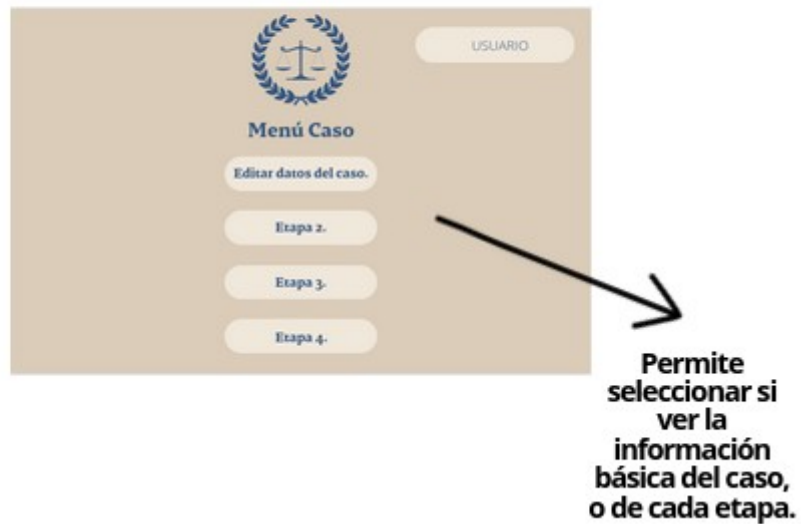 USUARIO
Menú Caso
Editar datos del caso.
Etapa 2.
Etapa 3.
Etapa 4.
Permite
seleccionar si
ver la
información
básica del caso,
o de cada etapa.